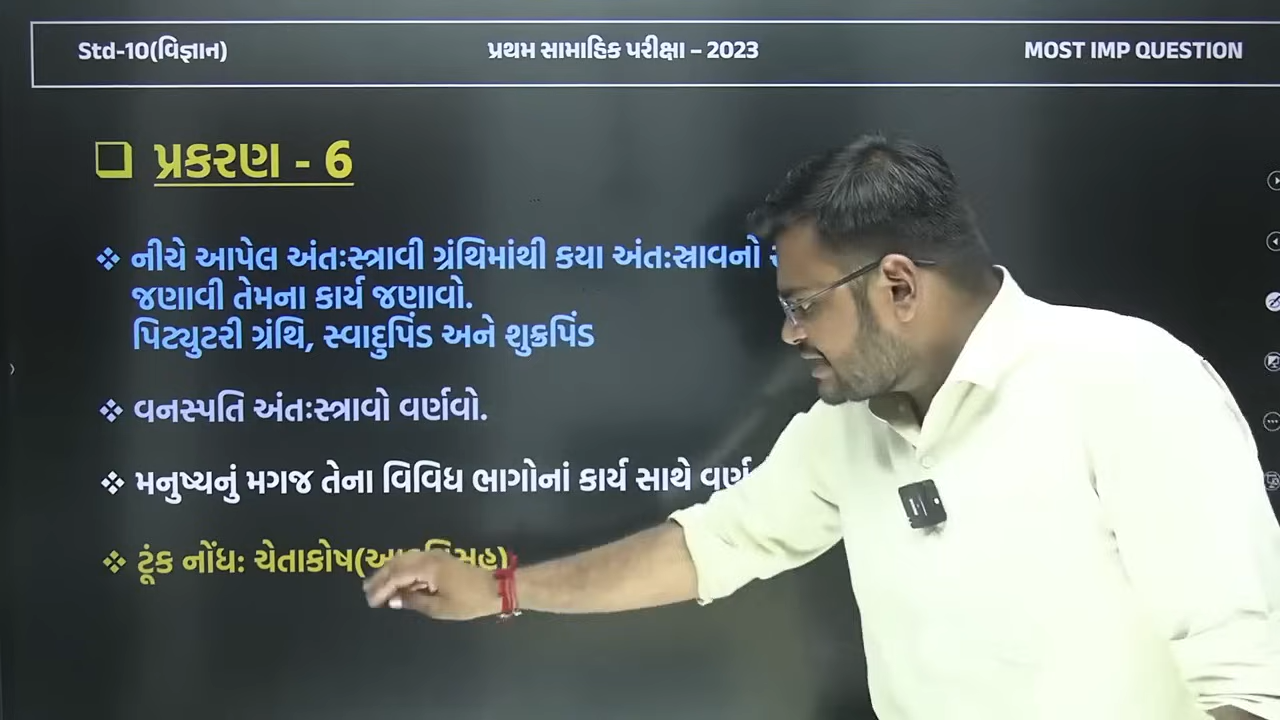 Std-10(વિજ્ઞાન)
પ્રથમ સામાહિક પરીક્ષા – 2023
MOST IMP QUESTION
પ્રકરણ - 6
નીચે આપેલ અંતઃસ્ત્રાવી ગ્રંથિમાંથી કયા અંતઃસ્રાવનો
જણાવી તેમના કાર્ય જણાવો.
પિટ્યુટરી ગ્રંથિ, સ્વાદુપિંડ અને શુક્રપિંડ
વનસ્પતિ અંતઃસ્ત્રાવો વર્ણવો.
મનુષ્યનું મગજ તેના વિવિધ ભાગોનાં કાર્ય સાથે
ટૂંક નોંધ: ચેતાકોષ